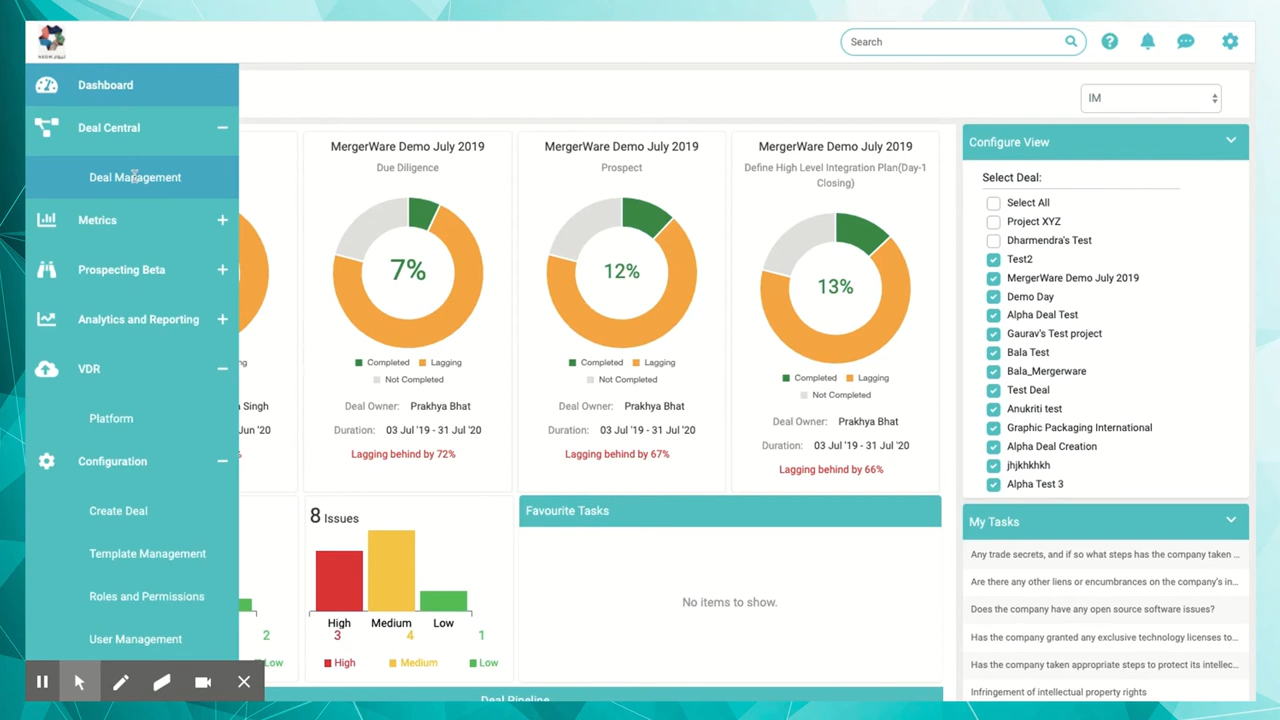 Search
Dashboard
IM
Deal Central
Deal Management
Metrics
Prospecting Beta
Analytics and Reporting
VDR
Platform
Configuration
Create Deal
Template Management
Roles and Permissions
User Management
ng
Singh
Jun '20
MergerWare Demo July 2019
Due Diligence
7%
Completed
Lagging
Not Completed
Deal Owner: Prakhya Bhat
Duration: 03 Jul '19 - 31 Jul '20
Lagging behind by 72%
MergerWare Demo July 2019
Prospect
12%
Completed
Lagging
Not Completed
Deal Owner: Prakhya Bhat
Duration: 03 Jul '19 - 31 Jul '20
Lagging behind by 67%
MergerWare Demo July 2019
Define High Level Integration Plan(Day-1
Closing)
13%
Completed
Lagging
Not Completed
Deal Owner: Prakhya Bhat
Duration: 03 Jul '19 - 31 Jul '20
Lagging behind by 66%
2
Low
8 Issues
High
Medium
Low
3
4
1
High
Medium
Low
Favourite Tasks
No items to show.
Deal Pipeline
Configure View
Select Deal:
Select All
Project XYZ
Dharmendra's Test
Test2
MergerWare Demo July 2019
Demo Day
Alpha Deal Test
Gaurav's Test project
Bala Test
Bala_Mergerware
Test Deal
Anukriti test
Graphic Packaging International
Alpha Deal Creation
jhjkhkhkh
Alpha Test 3
My Tasks
Any trade secrets, and if so what steps has the company taken ...
Are there any other liens or encumbrances on the company's in...
Does the company have any open source software issues?
Has the company granted any exclusive technology licenses to...
Has the company taken appropriate steps to protect its intellec...
Infringement of intellectual property rights